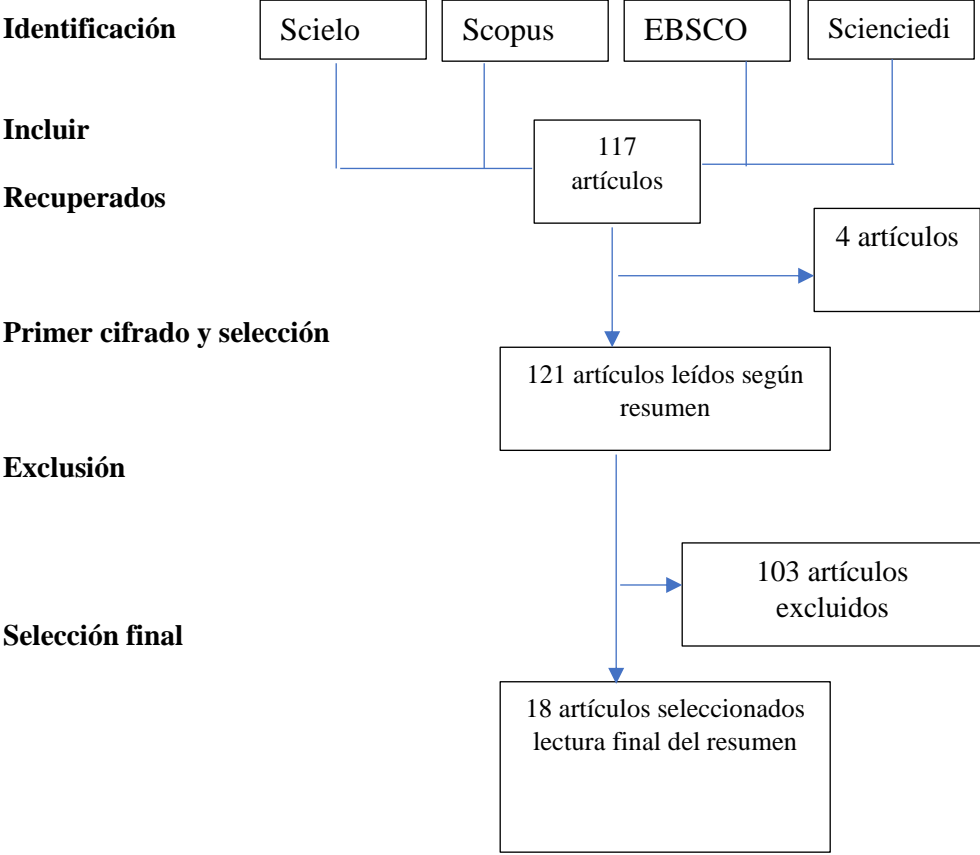 Identificación
Scielo
Scopus
EBSCO
Scienciedi
Incluir
117
artículos
Recuperados
4 artículos
Primer cifrado y selección
121 artículos leídos según
resumen
Exclusión
103 artículos
excluidos
Selección final
18 artículos seleccionados
lectura final del resumen